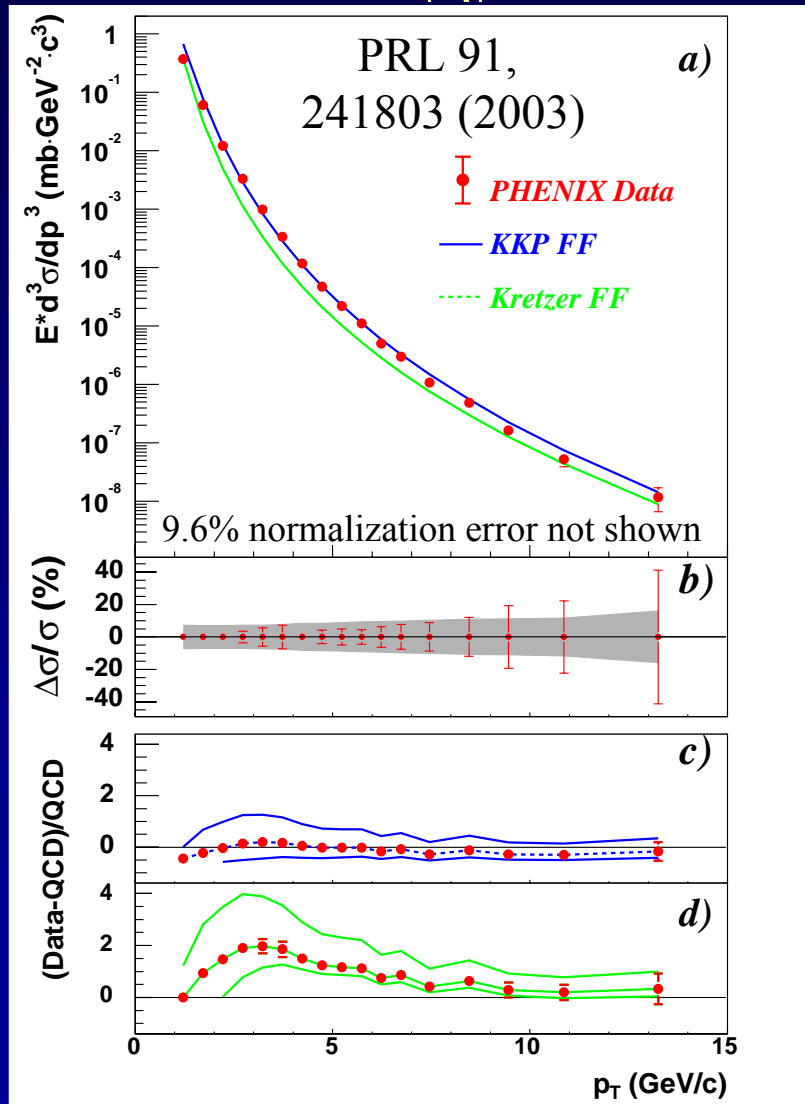 PRL 91,
241803 (2003)
a)
PHENIX Data
KKP FF
Kretzer FF
E*d³σ/dp³ (mb·GeV⁻²·c³)
1
10⁻¹
10⁻²
10⁻³
10⁻⁴
10⁻⁵
10⁻⁶
10⁻⁷
10⁻⁸
9.6% normalization error not shown
b)
Δσ/σ (%)
40
20
0
-20
-40
c)
(Data-QCD)/QCD
4
2
0
d)
4
2
0
0
5
10
15
p_T (GeV/c)